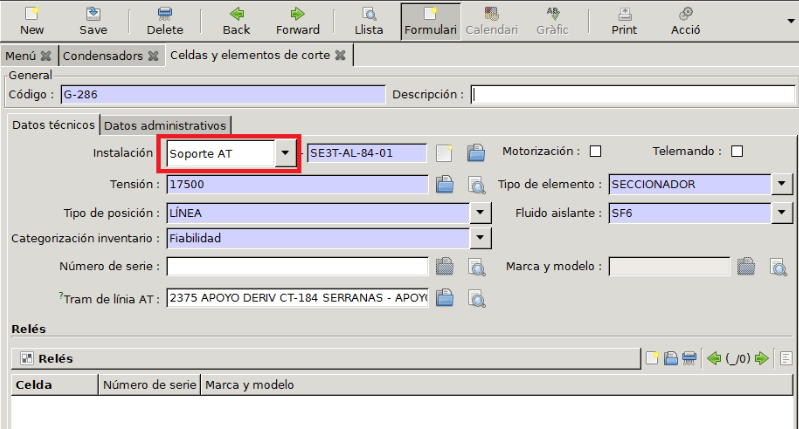 New Save Delete Back Forward Llista Formulari Calendari Gràfic Print Acció
Menú Condensadors Celdas y elementos de corte
General
Código : G-286 Descripción :
Datos técnicos Datos administrativos
Instalación Soporte AT - SE3T-AL-84-01 Motorización : Telemando :
Tensión : 17500 Tipo de elemento : SECCIONADOR
Tipo de posición : LÍNEA Fluido aislante : SF6
Categorización inventario : Fiabilidad
Número de serie : Marca y modelo :
?Tram de línia AT : 2375 APOYO DERIV CT-184 SERRANAS - APOYO
Relés
Relés (_/0)
Celda Número de serie Marca y modelo